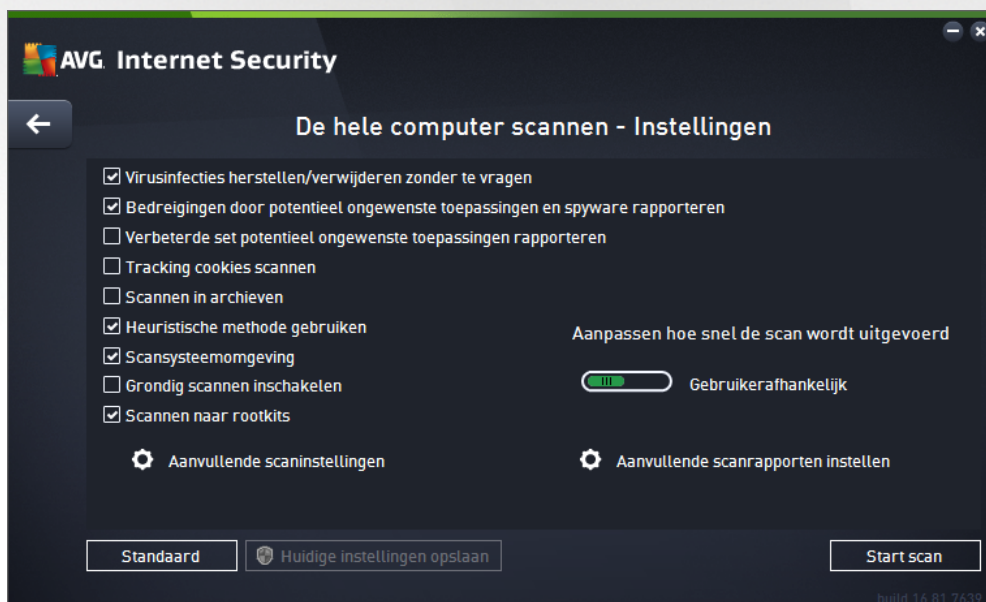 AVG. Internet Security
De hele computer scannen - Instellingen
Virusinfecties herstellen/verwijderen zonder te vragen
Bedreigingen door potentieel ongewenste toepassingen en spyware rapporteren
Verbeterde set potentieel ongewenste toepassingen rapporteren
Tracking cookies scannen
Scannen in archieven
Heuristische methode gebruiken
Scansysteemomgeving
Grondig scannen inschakelen
Scannen naar rootkits
Aanpassen hoe snel de scan wordt uitgevoerd
Gebruikerafhankelijk
Aanvullende scaninstellingen
Aanvullende scanrapporten instellen
Standaard
Huidige instellingen opslaan
Start scan
build 16.81.7639